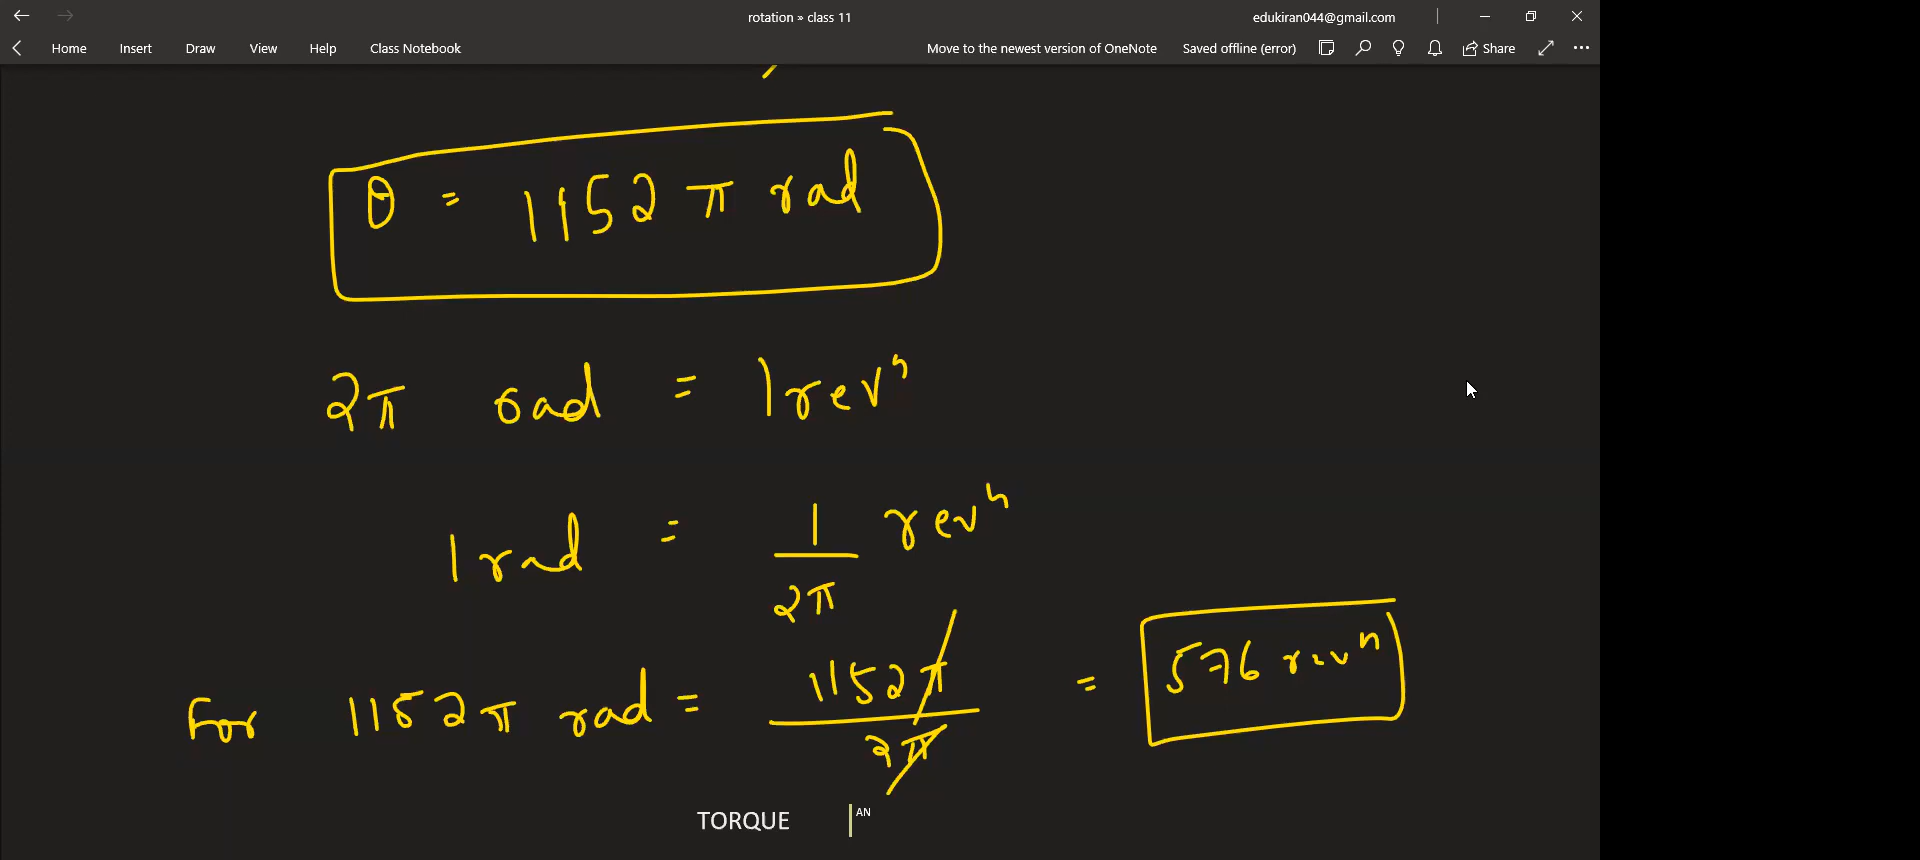 rotation » class 11
edukiran044@gmail.com
Home Insert Draw View Help Class Notebook
Move to the newest version of OneNote Saved offline (error) Share
θ = 1152 π rad
2π rad = 1 revⁿ
1 rad = 1/2π revⁿ
For 1152 π rad = 1152π/2π = 576 revⁿ
TORQUE AN